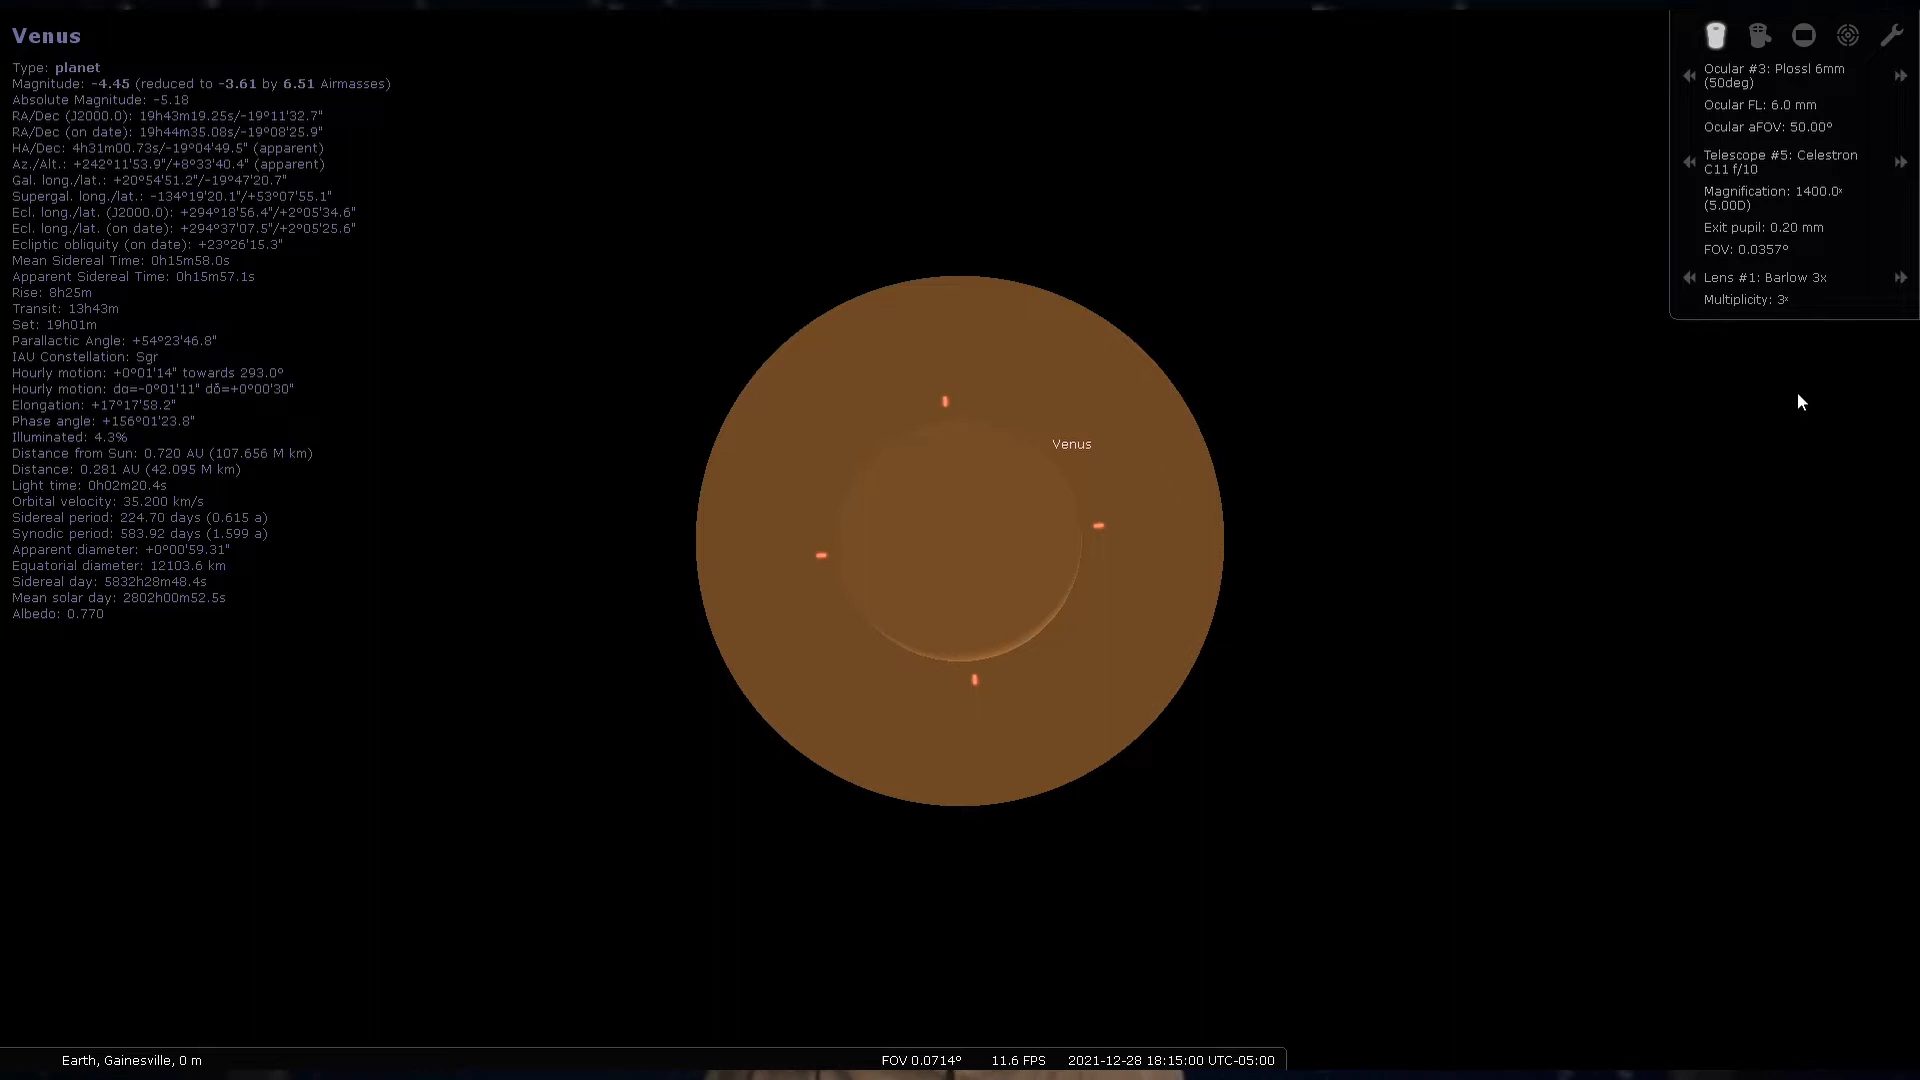 Venus
Type: planet
Magnitude: -4.45 (reduced to -3.61 by 6.51 Airmasses)
Absolute Magnitude: -5.18
RA/Dec (J2000.0): 19h43m19.25s/-19°11'32.7"
RA/Dec (on date): 19h44m35.08s/-19°08'25.9"
HA/Dec: 4h31m00.73s/-19°04'49.5" (apparent)
Az./Alt.: +242°11'53.9"/+8°33'40.4" (apparent)
Gal. long./lat.: +20°54'51.2"/-19°47'20.7"
Supergal. long./lat.: -134°19'20.1"/+53°07'55.1"
Ecl. long./lat. (J2000.0): +294°18'56.4"/+2°05'34.6"
Ecl. long./lat. (on date): +294°37'07.5"/+2°05'25.6"
Ecliptic obliquity (on date): +23°26'15.3"
Mean Sidereal Time: 0h15m58.0s
Apparent Sidereal Time: 0h15m57.1s
Rise: 8h25m
Transit: 13h43m
Set: 19h01m
Parallactic Angle: +54°23'46.8"
IAU Constellation: Sgr
Hourly motion: +0°01'14" towards 293.0°
Hourly motion: dα=-0°01'11" dδ=+0°00'30"
Elongation: +17°17'58.2"
Phase angle: +156°01'23.8"
Illuminated: 4.3%
Distance from Sun: 0.720 AU (107.656 M km)
Distance: 0.281 AU (42.095 M km)
Light time: 0h02m20.4s
Orbital velocity: 35.200 km/s
Sidereal period: 224.70 days (0.615 a)
Synodic period: 583.92 days (1.599 a)
Apparent diameter: +0°00'59.31"
Equatorial diameter: 12103.6 km
Sidereal day: 5832h28m48.4s
Mean solar day: 2802h00m52.5s
Albedo: 0.770
Ocular #3: Plossl 6mm
(50deg)
Ocular FL: 6.0 mm
Ocular aFOV: 50.00°
Telescope #5: Celestron
C11 f/10
Magnification: 1400.0ˣ
(5.00D)
Exit pupil: 0.20 mm
FOV: 0.0357°
Lens #1: Barlow 3x
Multiplicity: 3ˣ
Venus
Earth, Gainesville, 0 m
FOV 0.0714° 11.6 FPS 2021-12-28 18:15:00 UTC-05:00